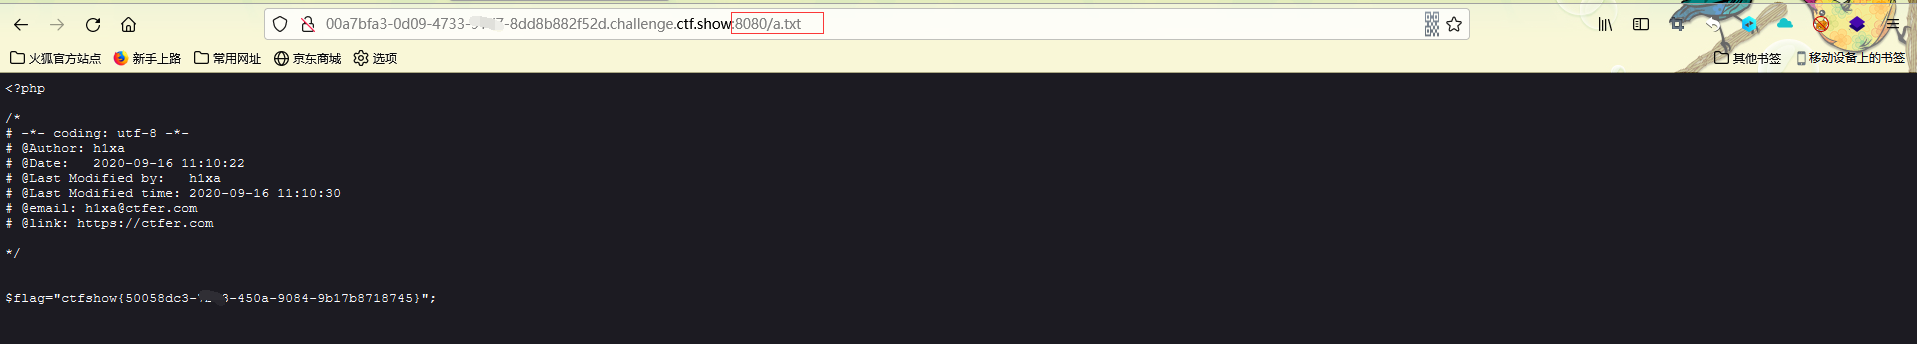 00a7bfa3-0d09-4733- -8dd8b882f52d.challenge.ctf.show:8080/a.txt
火狐官方站点 新手上路 常用网址 京东商城 选项 其他书签 移动设备上的书签
<?php
/*
# -*- coding: utf-8 -*-
# @Author: h1xa
# @Date:   2020-09-16 11:10:22
# @Last Modified by:   h1xa
# @Last Modified time: 2020-09-16 11:10:30
# @email: h1xa@ctfer.com
# @link: https://ctfer.com
*/
$flag="ctfshow{50058dc3- -450a-9084-9b17b8718745}";